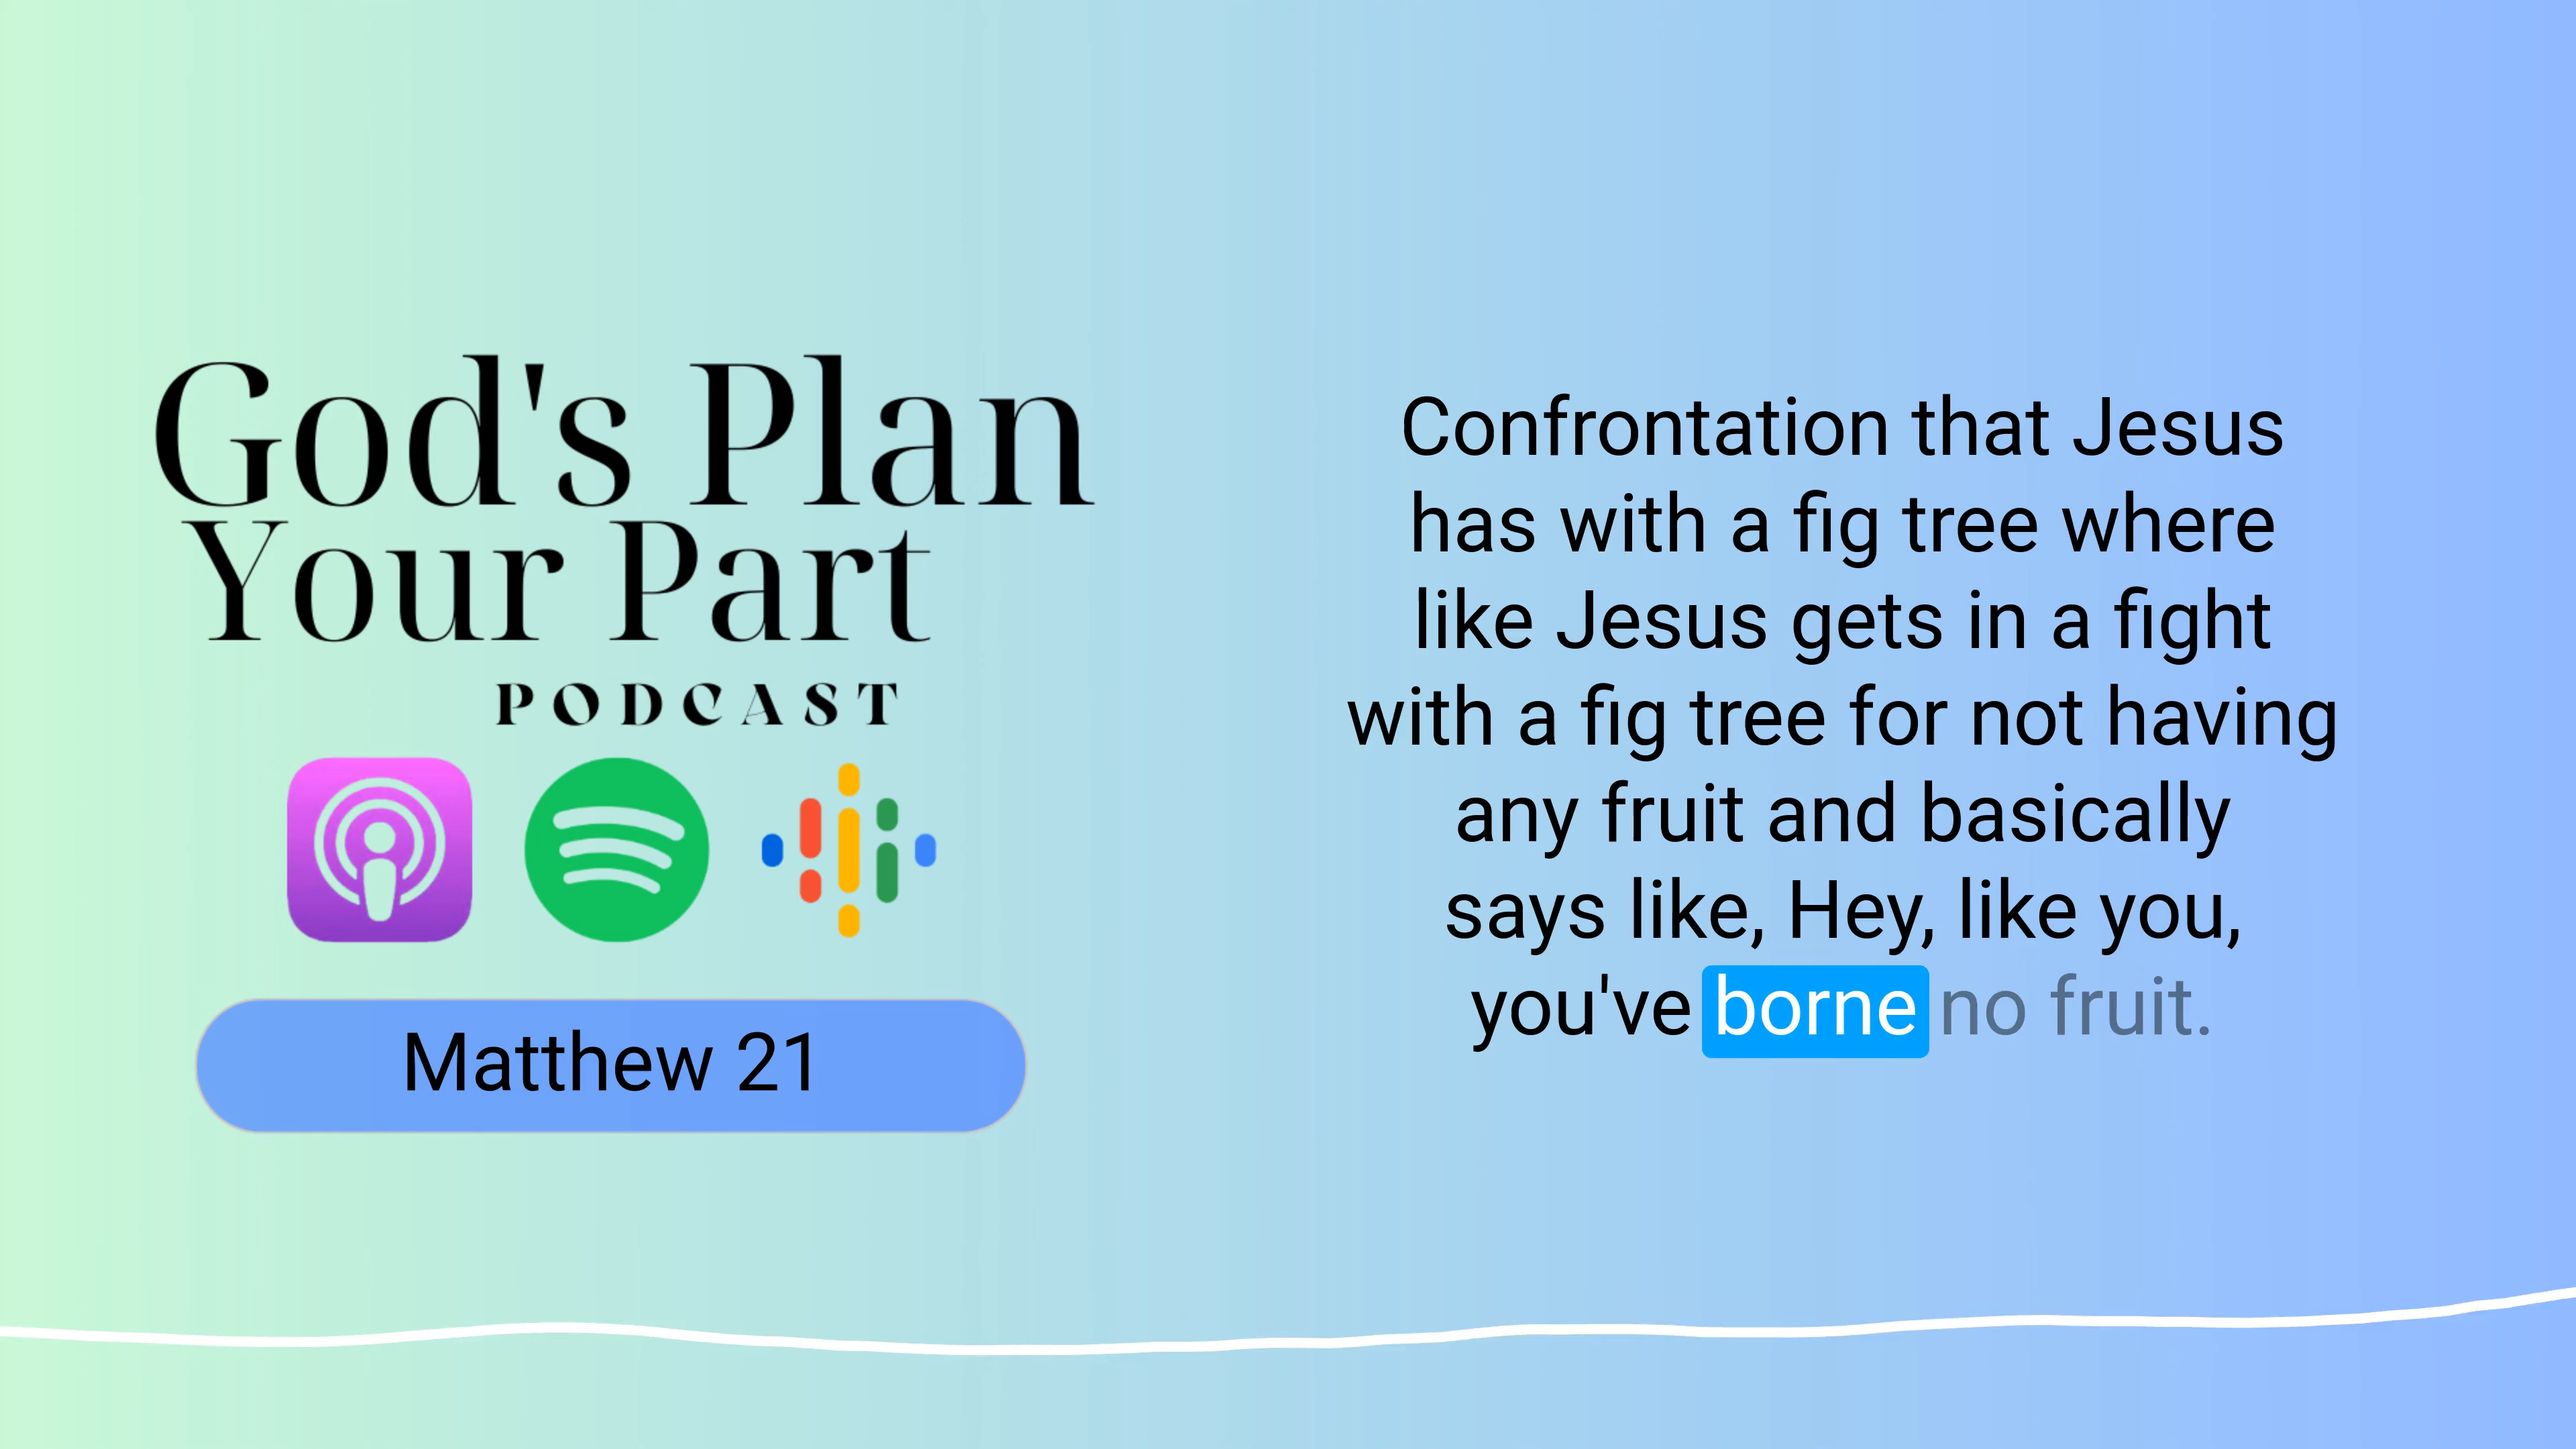 God's Plan
Your Part
PODCAST
Matthew 21
Confrontation that Jesus
has with a fig tree where
like Jesus gets in a fight
with a fig tree for not having
any fruit and basically
says like, Hey, like you,
you've borne no fruit.